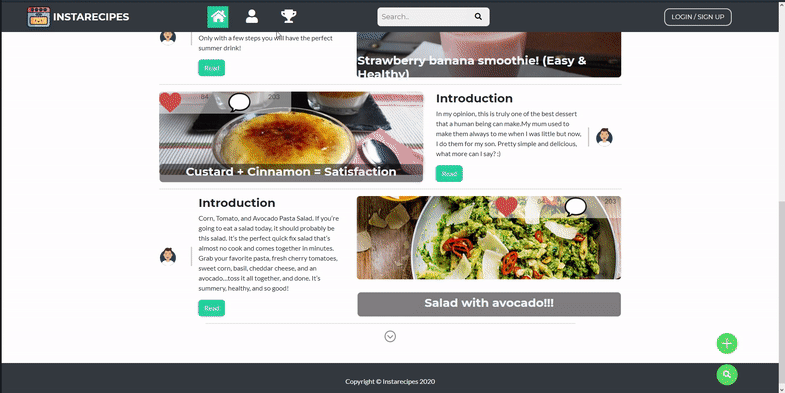 INSTARECIPES
Search..
LOGIN / SIGN UP
Only with a few steps you will have the perfect
summer drink!
Read
Strawberry banana smoothie! (Easy &
Healthy)
84
203
Custard + Cinnamon = Satisfaction
Introduction
In my opinion, this is truly one of the best dessert
that a human being can make.My mum used to
make them always to me when I was little but now,
I do them for my son. Pretty simple and delicious,
what more can I say? :)
Read
Introduction
Corn, Tomato, and Avocado Pasta Salad. If you're
going to eat a salad today, it should probably be
this salad. It's the perfect quick fix salad that's
almost no cook and comes together in minutes.
Grab your favorite pasta, fresh cherry tomatoes,
sweet corn, basil, cheddar cheese, and an
avocado...toss it all together, and done. It's
summery, healthy, and so good!
Read
84
203
Salad with avocado!!!
Copyright © Instarecipes 2020